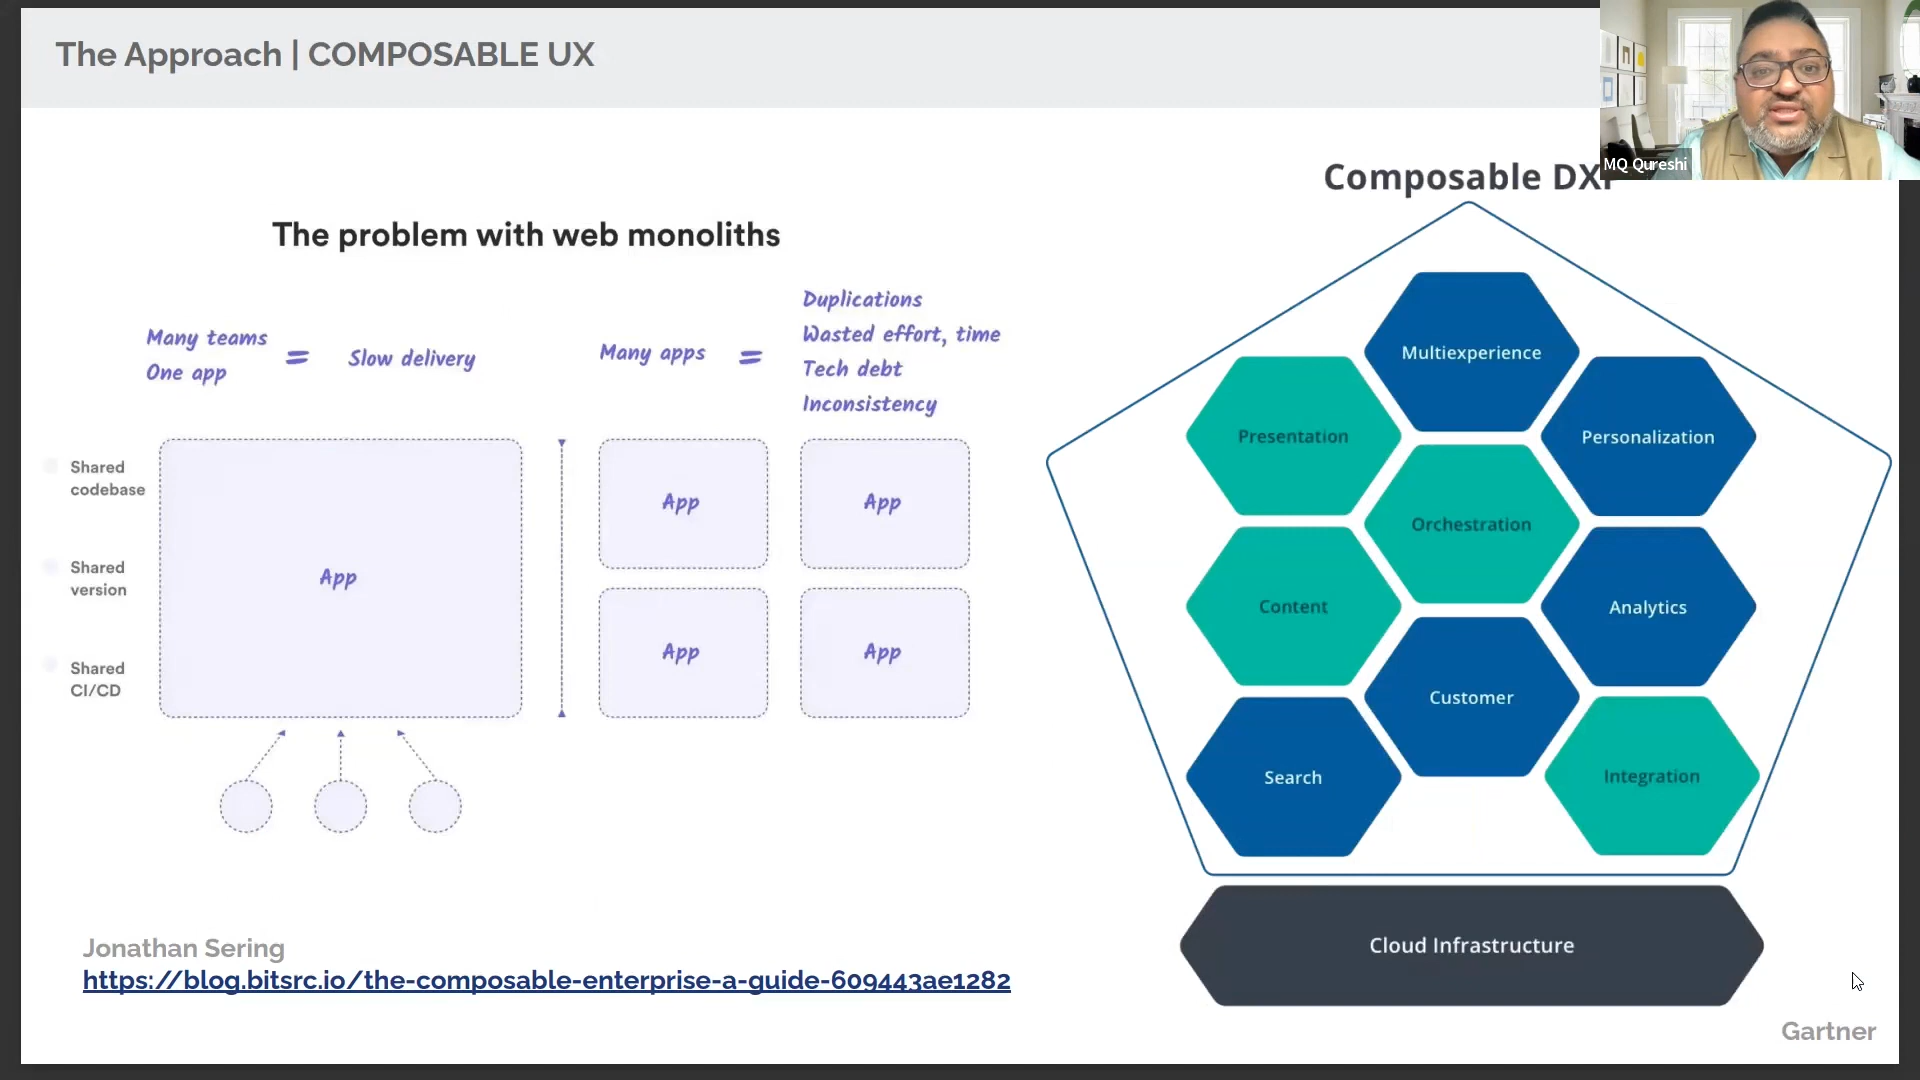 The Approach | COMPOSABLE UX
MQ Qureshi
The problem with web monoliths
Many teams
One app
=
Slow delivery
Many apps
=
Duplications
Wasted effort, time
Tech debt
Inconsistency
Shared
codebase
Shared
version
Shared
CI/CD
App
App
App
App
App
Jonathan Sering
https://blog.bitsrc.io/the-composable-enterprise-a-guide-609443ae1282
Composable
Multiexperience
Presentation
Personalization
Orchestration
Content
Analytics
Customer
Search
Integration
Cloud Infrastructure
Gartner